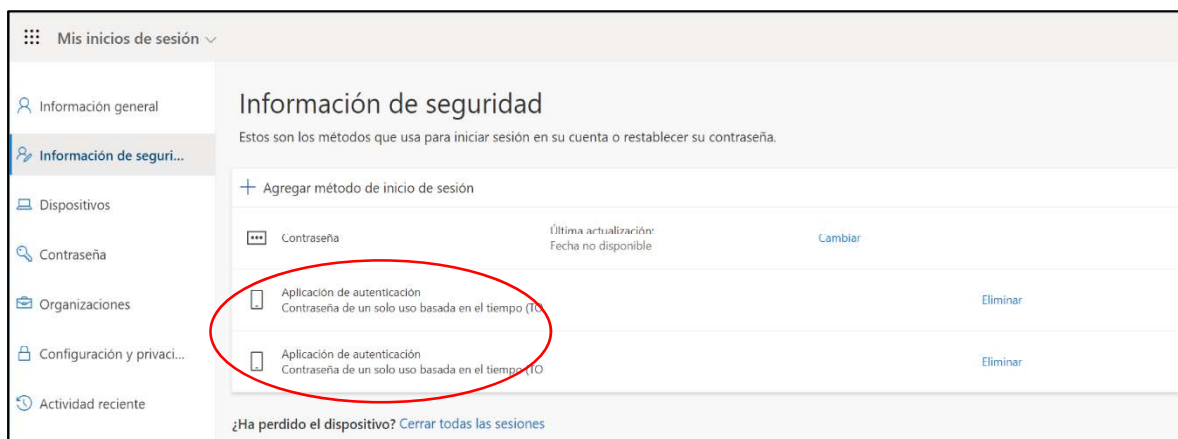 Mis inicios de sesión
Información general
Información de seguri...
Dispositivos
Contraseña
Organizaciones
Configuración y privaci...
Actividad reciente
Información de seguridad
Estos son los métodos que usa para iniciar sesión en su cuenta o restablecer su contraseña.
+ Agregar método de inicio de sesión
Contraseña Última actualización: Cambiar
Fecha no disponible
Aplicación de autenticación
Contraseña de un solo uso basada en el tiempo (TO Eliminar
Aplicación de autenticación
Contraseña de un solo uso basada en el tiempo (TO Eliminar
¿Ha perdido el dispositivo? Cerrar todas las sesiones